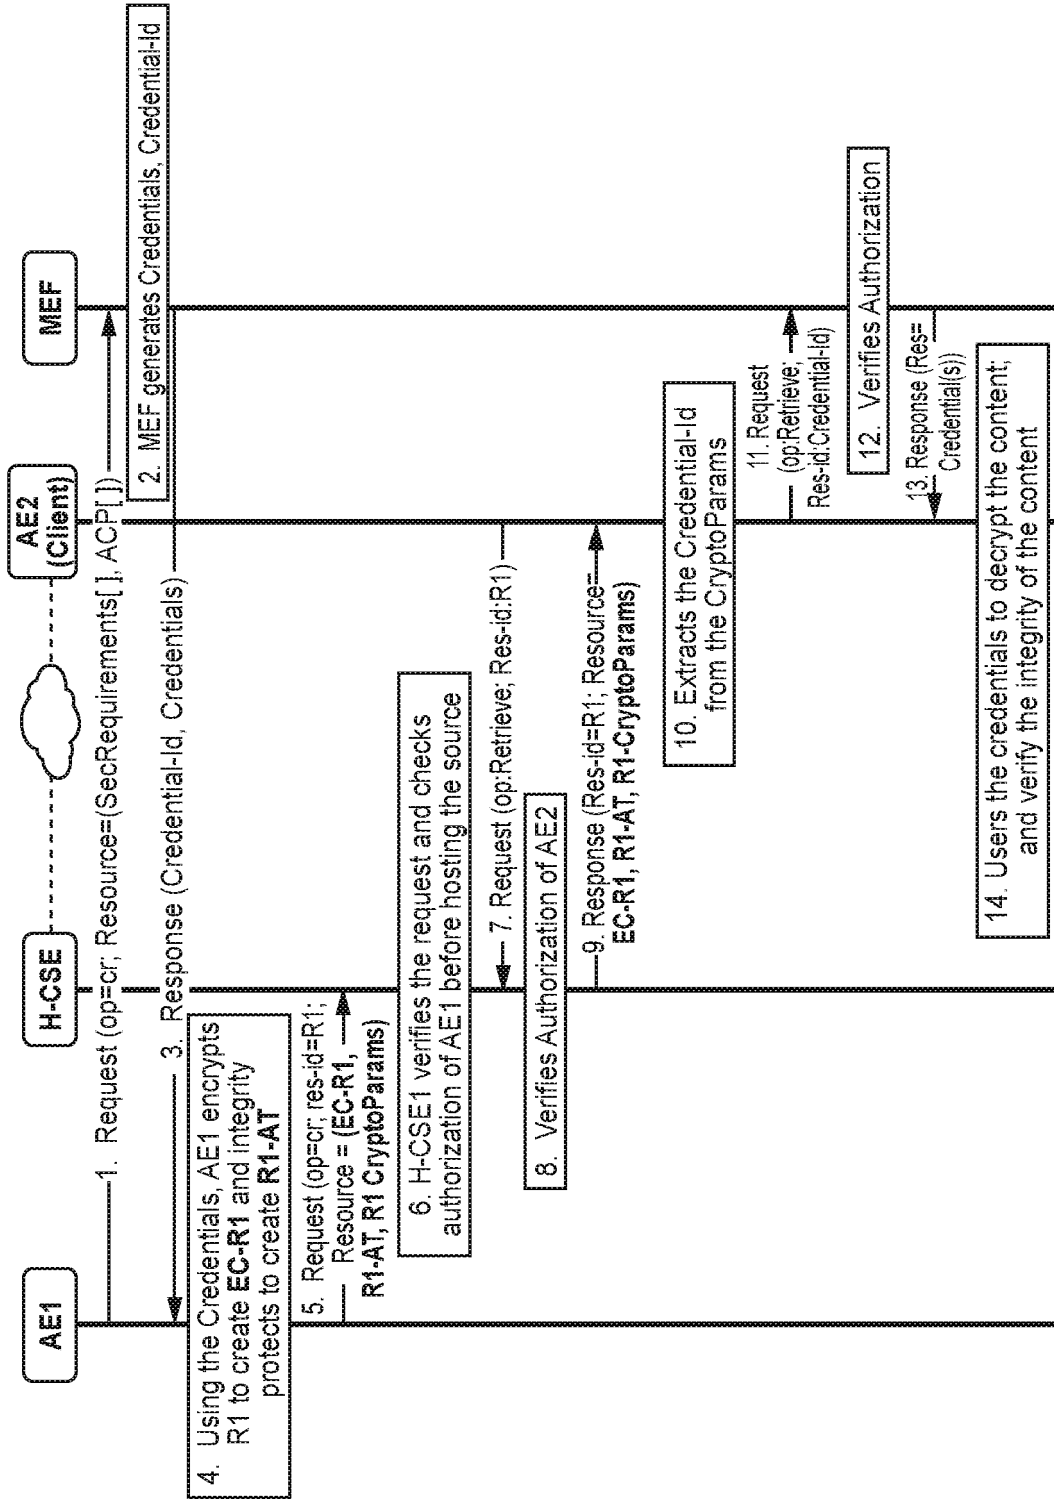 AE1
H-CSE
AE2
(Client)
MEF
1. Request (op=cr; Resource=(SecRequirements[ ], ACP[ ])
2. MEF generates Credentials, Credential-Id
3. Response (Credential-Id, Credentials)
4. Using the Credentials, AE1 encrypts
R1 to create EC-R1 and integrity
protects to create R1-AT
5. Request (op=cr; res-id=R1;
Resource = (EC-R1,
R1-AT, R1 CryptoParams)
6. H-CSE1 verifies the request and checks
authorization of AE1 before hosting the source
7. Request (op:Retrieve; Res-id:R1)
8. Verifies Authorization of AE2
9. Response (Res-id=R1; Resource=
EC-R1, R1-AT, R1-CryptoParams)
10. Extracts the Credential-Id
from the CryptoParams
11. Request
(op:Retrieve;
Res-id:Credential-Id)
12. Verifies Authorization
13. Response (Res=
Credential(s))
14. Users the credentials to decrypt the content;
and verify the integrity of the content